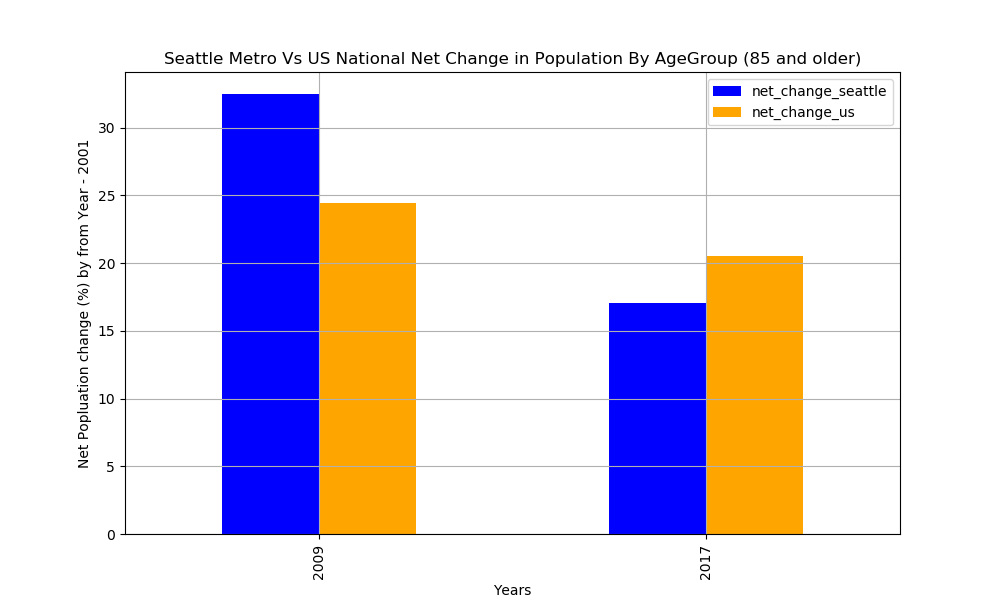 Seattle Metro Vs US National Net Change in Population By AgeGroup (85 and older)
net_change_seattle
net_change_us
Net Popluation change (%) by from Year - 2001
30
25
20
15
10
5
0
2009
2017
Years